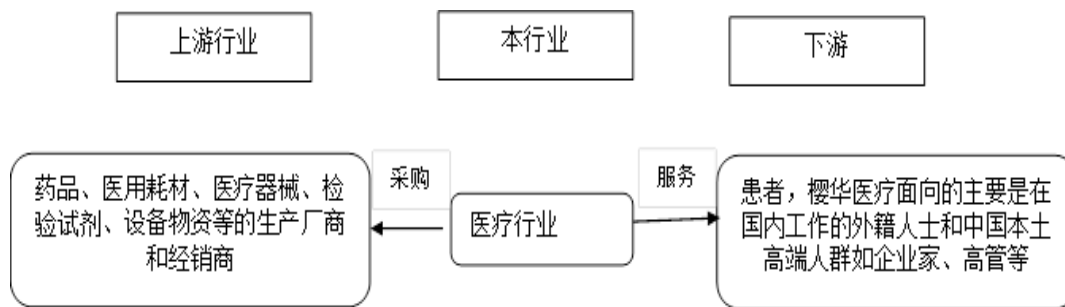 上游行业
本行业
下游
药品、医用耗材、医疗器械、检
验试剂、设备物资等的生产厂商
和经销商
采购
医疗行业
服务
患者，樱华医疗面向的主要是在
国内工作的外籍人士和中国本土
高端人群如企业家、高管等